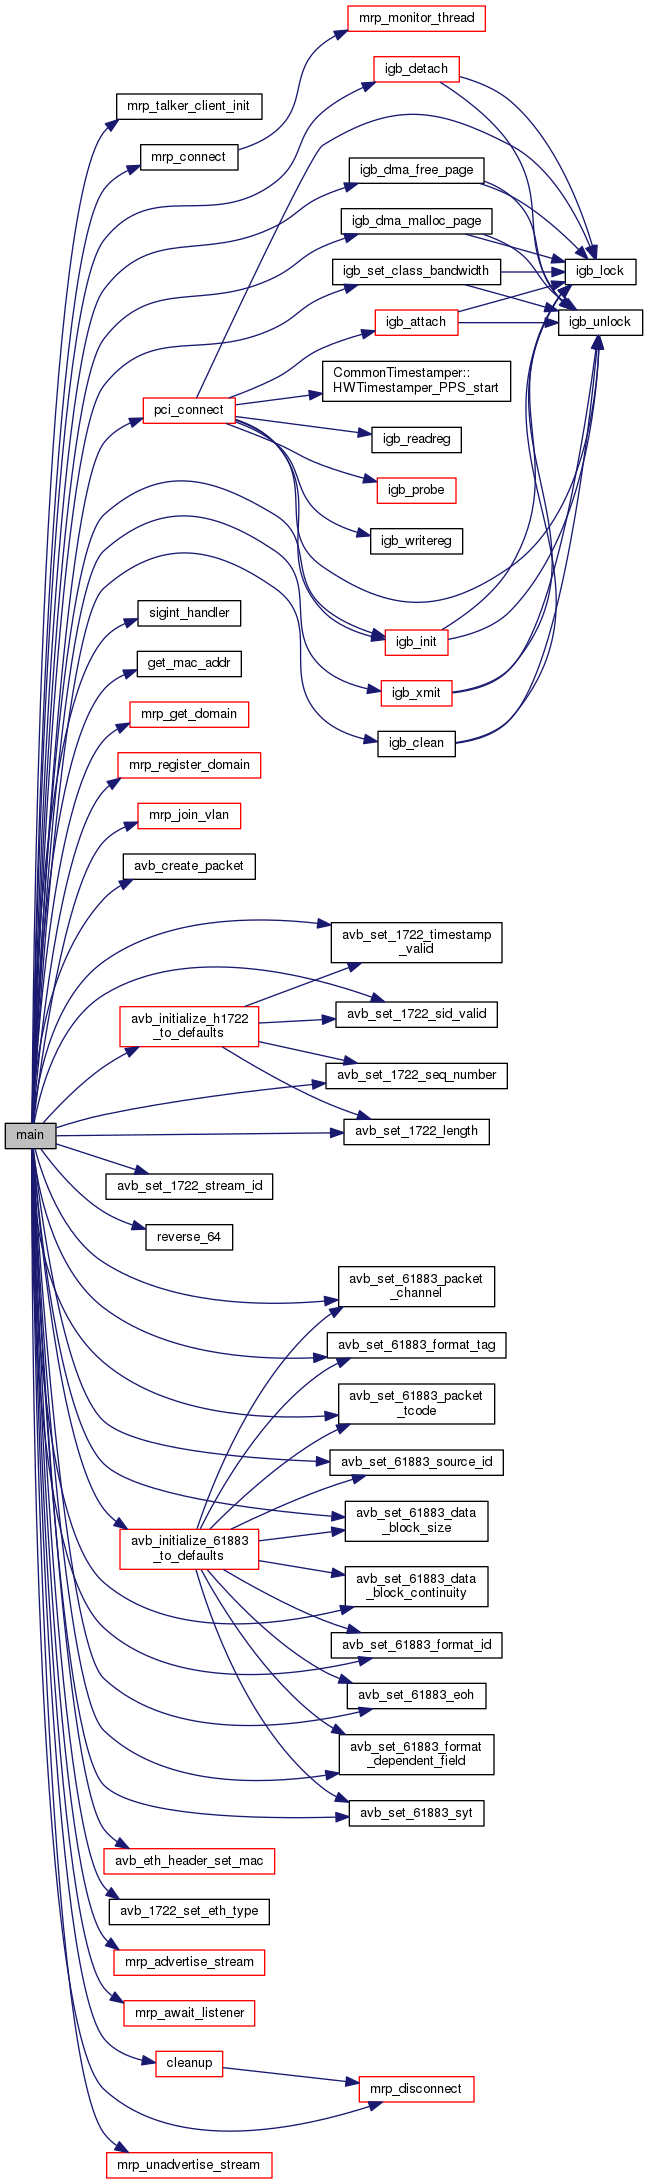 mrp_monitor_thread
igb_detach
mrp_talker_client_init
mrp_connect
igb_dma_free_page
igb_dma_malloc_page
igb_set_class_bandwidth
igb_lock
igb_unlock
igb_attach
CommonTimestamper::
HWTimestamper_PPS_start
pci_connect
igb_readreg
igb_probe
igb_writereg
sigint_handler
igb_init
get_mac_addr
igb_xmit
mrp_get_domain
igb_clean
mrp_register_domain
mrp_join_vlan
avb_create_packet
avb_set_1722_timestamp
_valid
avb_set_1722_sid_valid
avb_initialize_h1722
_to_defaults
avb_set_1722_seq_number
main
avb_set_1722_length
avb_set_1722_stream_id
reverse_64
avb_set_61883_packet
_channel
avb_set_61883_format_tag
avb_set_61883_packet
_tcode
avb_set_61883_source_id
avb_set_61883_data
_block_size
avb_initialize_61883
_to_defaults
avb_set_61883_data
_block_continuity
avb_set_61883_format_id
avb_set_61883_eoh
avb_set_61883_format
_dependent_field
avb_set_61883_syt
avb_eth_header_set_mac
avb_1722_set_eth_type
mrp_advertise_stream
mrp_await_listener
cleanup
mrp_disconnect
mrp_unadvertise_stream